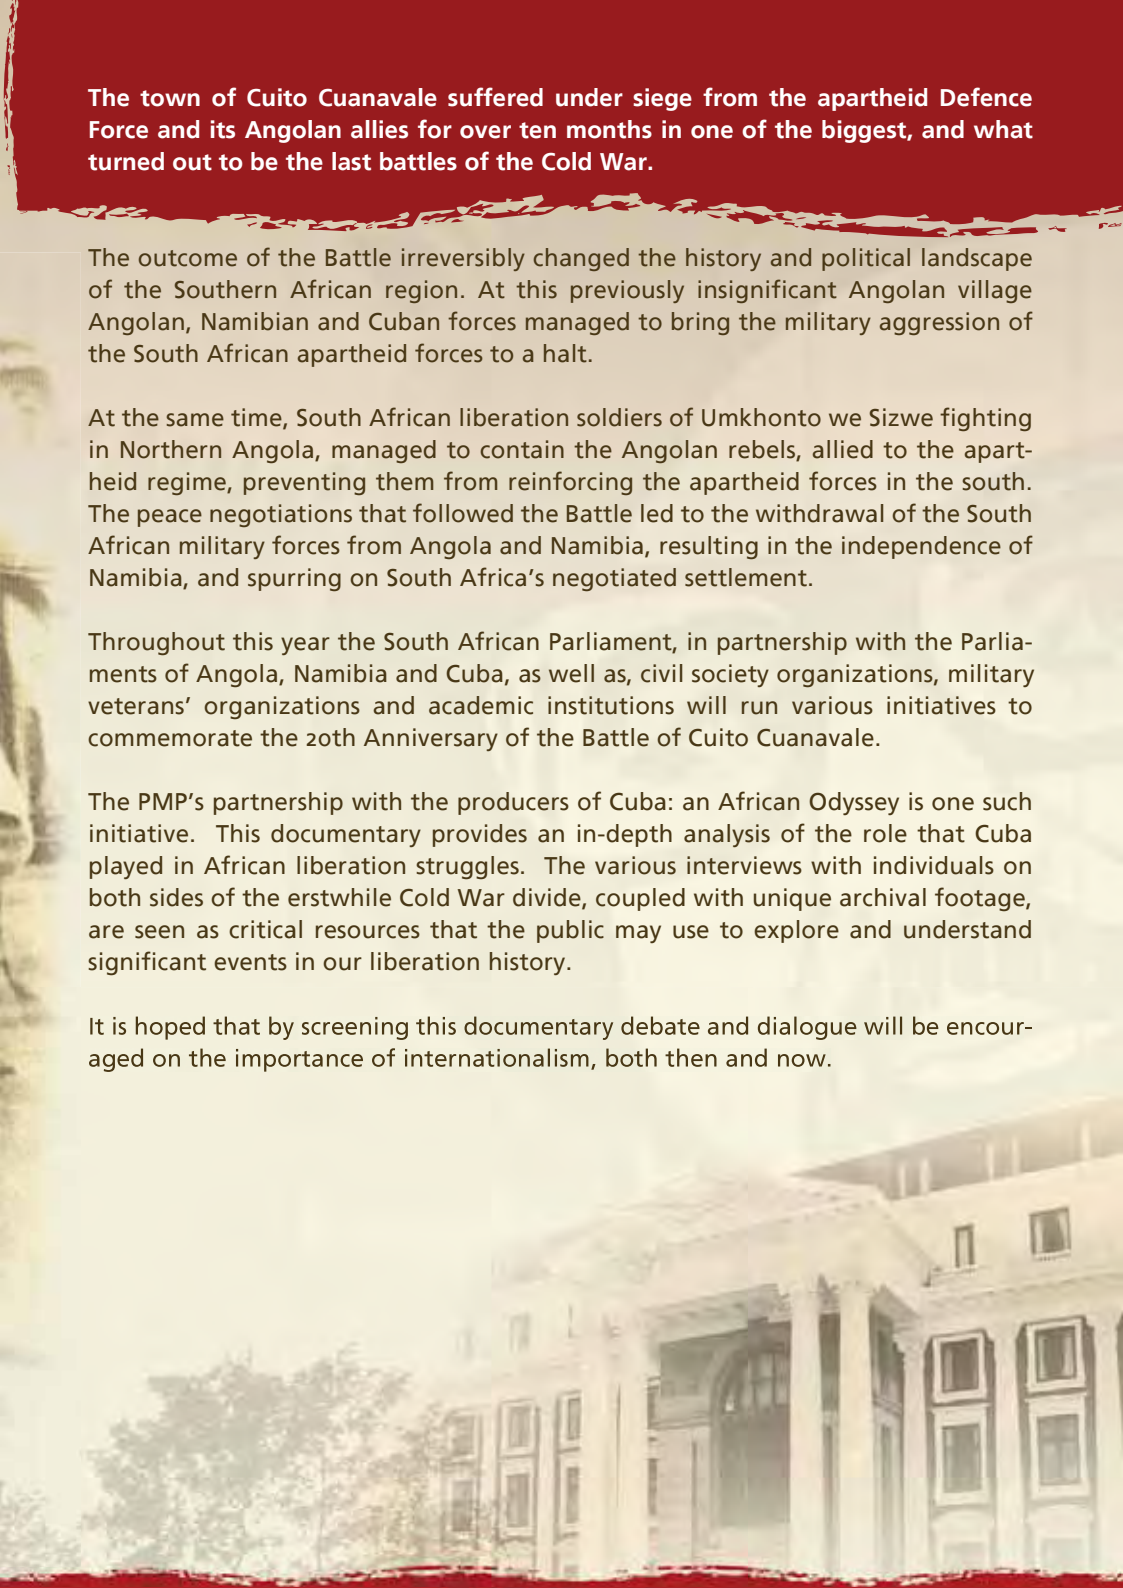 The town of Cuito Cuanavale suffered under siege from the apartheid Defence
Force and its Angolan allies for over ten months in one of the biggest, and what
turned out to be the last battles of the Cold War.
The outcome of the Battle irreversibly changed the history and political landscape
of the Southern African region. At this previously insignificant Angolan village
Angolan, Namibian and Cuban forces managed to bring the military aggression of
the South African apartheid forces to a halt.
At the same time, South African liberation soldiers of Umkhonto we Sizwe fighting
in Northern Angola, managed to contain the Angolan rebels, allied to the apart-
heid regime, preventing them from reinforcing the apartheid forces in the south.
The peace negotiations that followed the Battle led to the withdrawal of the South
African military forces from Angola and Namibia, resulting in the independence of
Namibia, and spurring on South Africa's negotiated settlement.
Throughout this year the South African Parliament, in partnership with the Parlia-
ments of Angola, Namibia and Cuba, as well as, civil society organizations, military
veterans' organizations and academic institutions will run various initiatives to
commemorate the 20th Anniversary of the Battle of Cuito Cuanavale.
The PMP's partnership with the producers of Cuba: an African Odyssey is one such
initiative.  This documentary provides an in-depth analysis of the role that Cuba
played in African liberation struggles.  The various interviews with individuals on
both sides of the erstwhile Cold War divide, coupled with unique archival footage,
are seen as critical resources that the public may use to explore and understand
significant events in our liberation history.
It is hoped that by screening this documentary debate and dialogue will be encour-
aged on the importance of internationalism, both then and now.